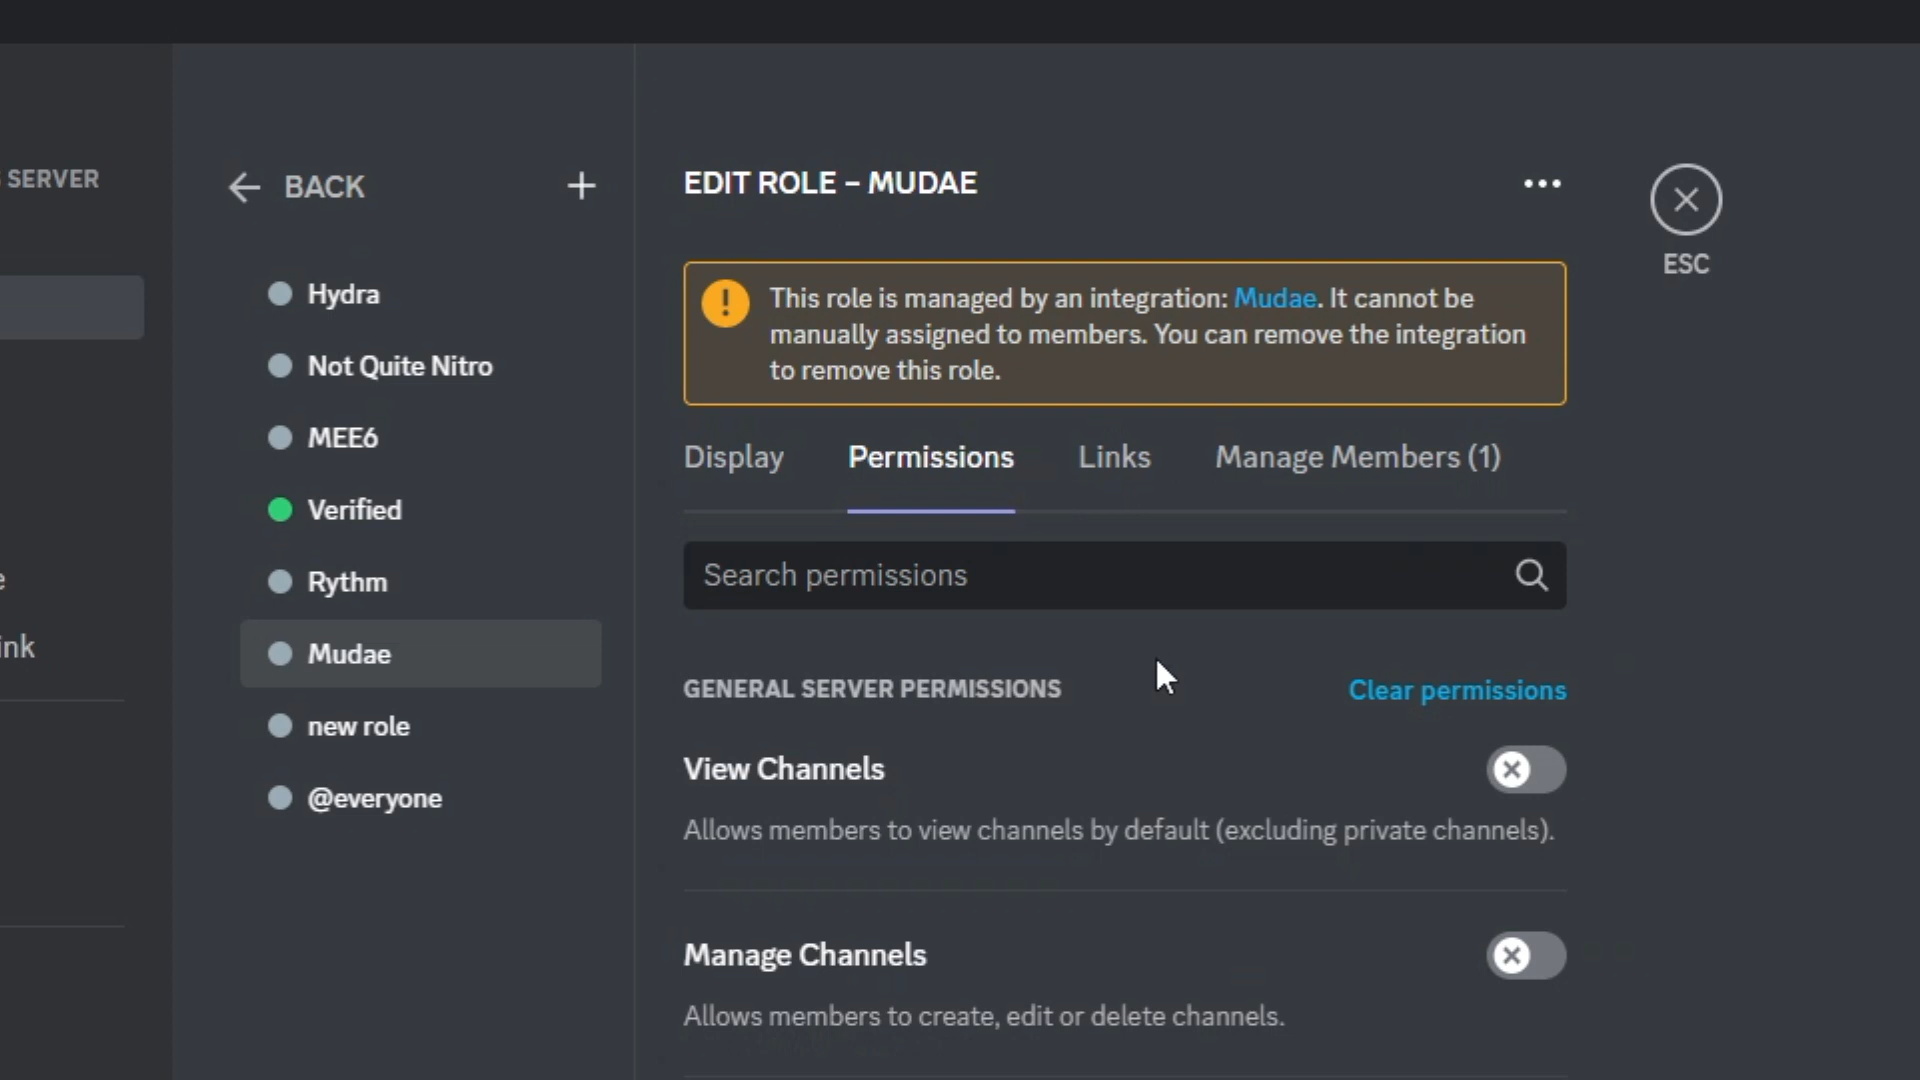 SERVER
e
ink
BACK
Hydra
Not Quite Nitro
MEE6
Verified
Rythm
Mudae
new role
@everyone
EDIT ROLE – MUDAE
ESC
This role is managed by an integration: Mudae. It cannot be
manually assigned to members. You can remove the integration
to remove this role.
Display Permissions Links Manage Members (1)
Search permissions
GENERAL SERVER PERMISSIONS Clear permissions
View Channels
Allows members to view channels by default (excluding private channels).
Manage Channels
Allows members to create, edit or delete channels.